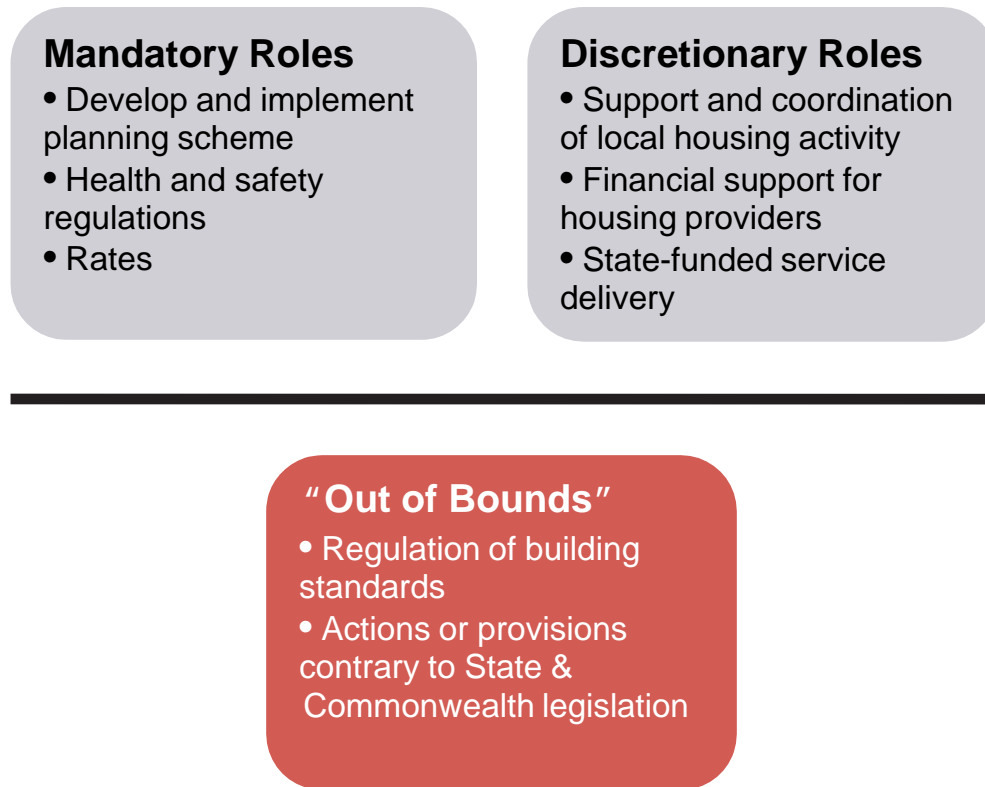 Mandatory Roles
• Develop and implement
planning scheme
• Health and safety
regulations
• Rates
Discretionary Roles
• Support and coordination
of local housing activity
• Financial support for
housing providers
• State-funded service
delivery
“Out of Bounds”
• Regulation of building
standards
• Actions or provisions
contrary to State &
Commonwealth legislation